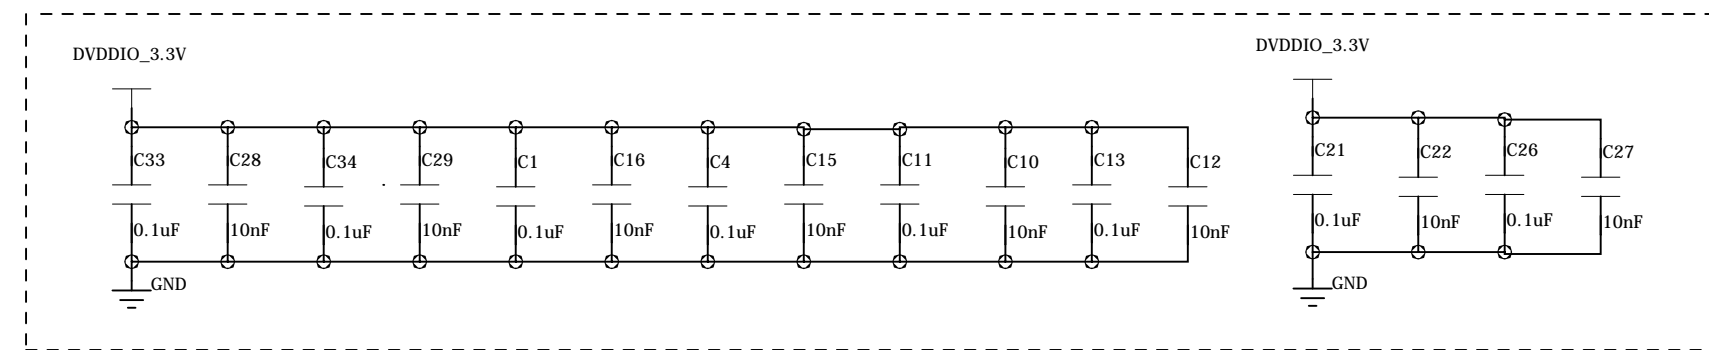 DVDDIO_3.3V
C33 C28 C34 C29 C1 C16 C4 C15 C11 C10 C13 C12
0.1uF 10nF 0.1uF 10nF 0.1uF 10nF 0.1uF 10nF 0.1uF 10nF 0.1uF 10nF
GND
DVDDIO_3.3V
C21 C22 C26 C27
0.1uF 10nF 0.1uF 10nF
GND